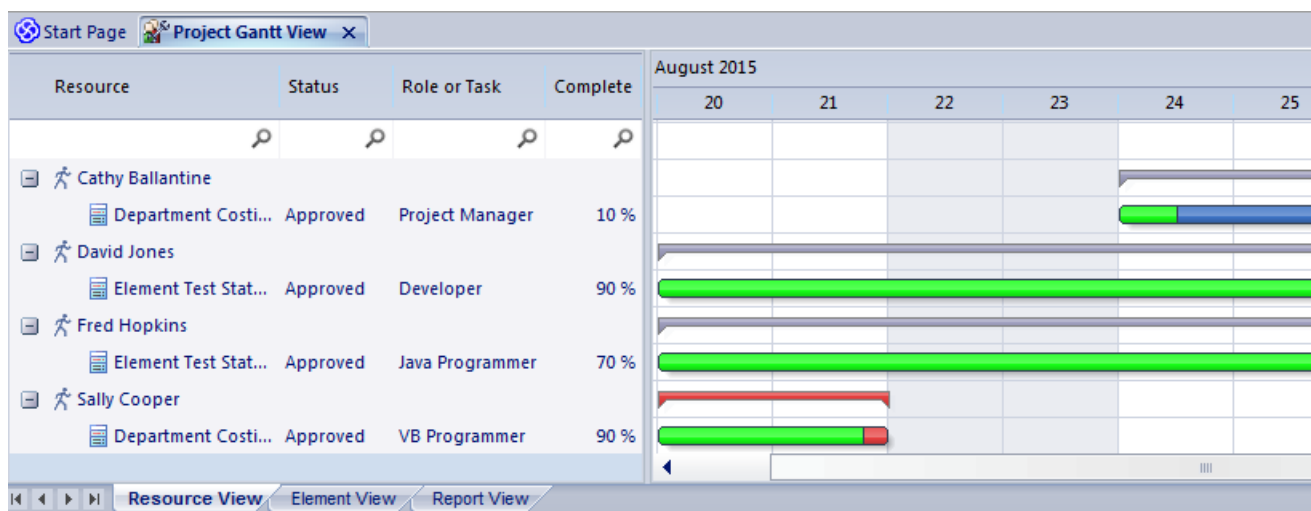 Start Page Project Gantt View X
Resource Status Role or Task Complete August 2015
20 21 22 23 24 25
Cathy Ballantine
Department Costi... Approved Project Manager 10 %
David Jones
Element Test Stat... Approved Developer 90 %
Fred Hopkins
Element Test Stat... Approved Java Programmer 70 %
Sally Cooper
Department Costi... Approved VB Programmer 90 %
Resource View Element View Report View